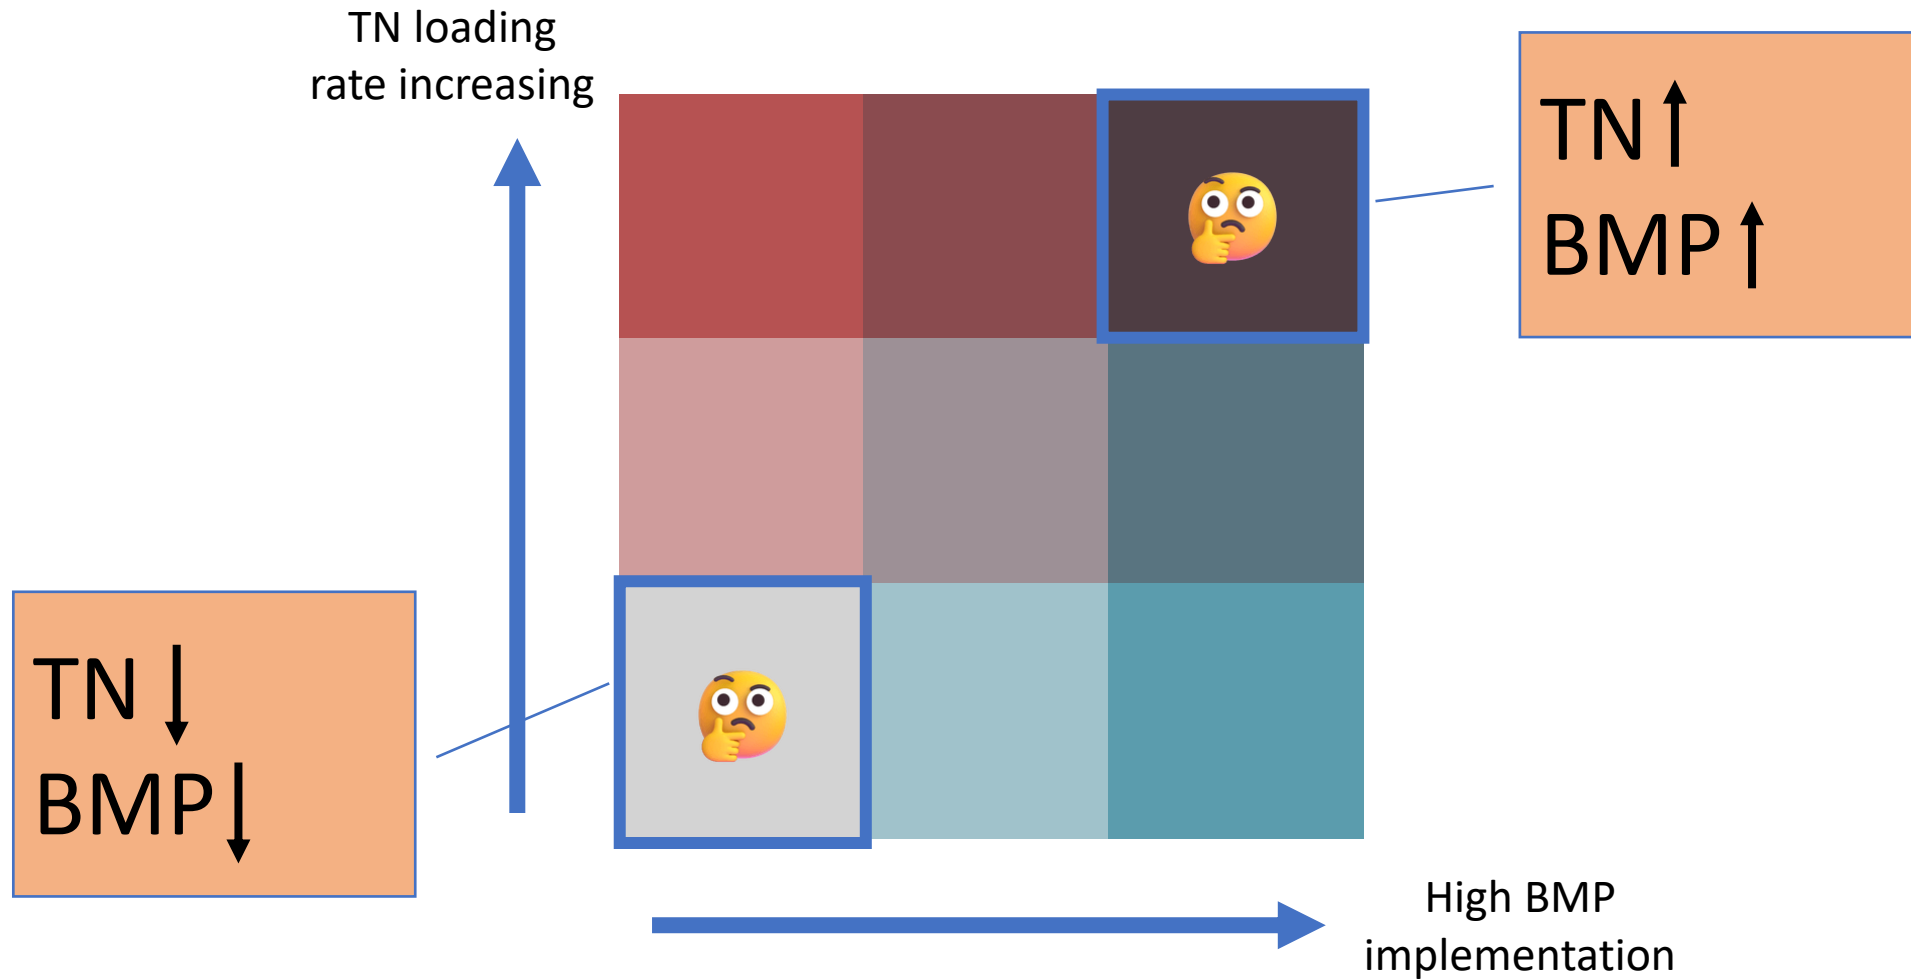 TN loading
rate increasing
TN ↑
BMP ↑
TN ↓
BMP ↓
High BMP
implementation